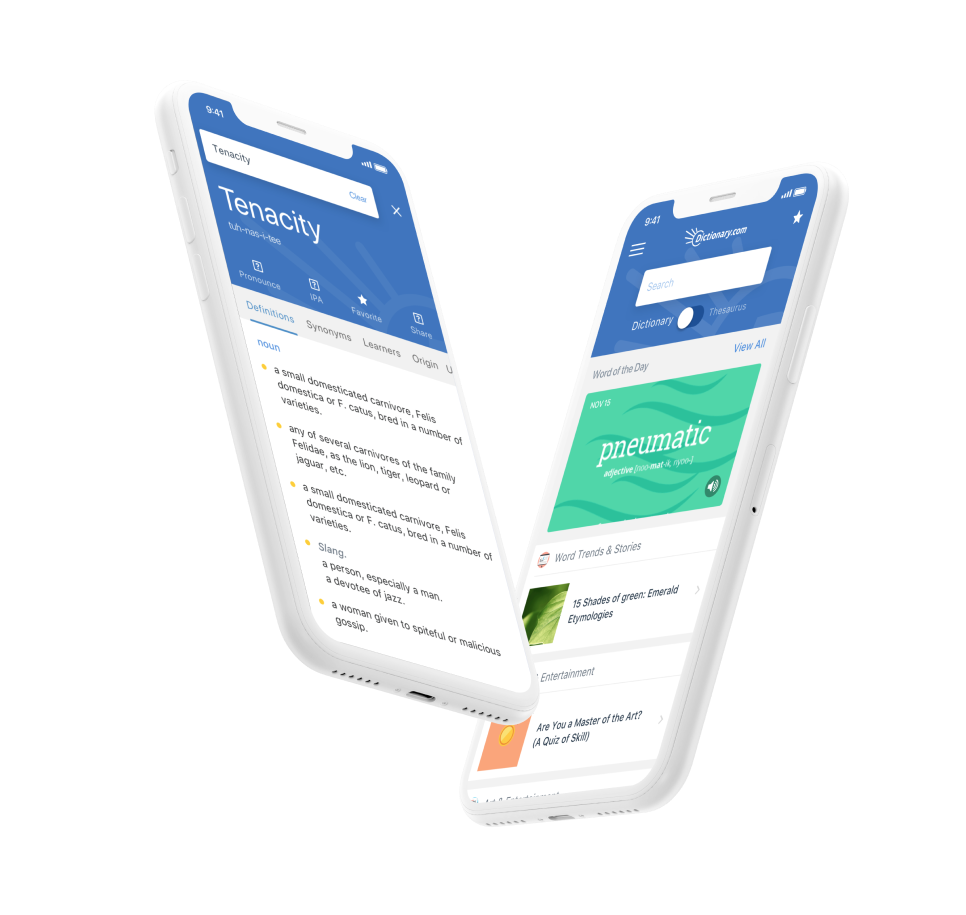 9:41
Tenacity
Clear
Tenacity
tuh-nas-i-tee
Pronounce
IPA
Favorite
Share
Definitions
Synonyms
Learners
Origin
U
noun
a small domesticated carnivore, Felis
domestica or F. catus, bred in a number of
varieties.
any of several carnivores of the family
Felidae, as the lion, tiger, leopard or
jaguar, etc.
a small domesticated carnivore, Felis
domestica or F. catus, bred in a number of
varieties.
Slang.
a person, especially a man.
a devotee of jazz.
a woman given to spiteful or malicious
gossip.
9:41
Dictionary.com
Search
Dictionary
Thesaurus
Word of the Day
View All
NOV 15
pneumatic
adjective [noo-mat-ik, nyoo-]
Word Trends & Stories
15 Shades of green: Emerald
Etymologies
Entertainment
Are You a Master of the Art?
(A Quiz of Skill)